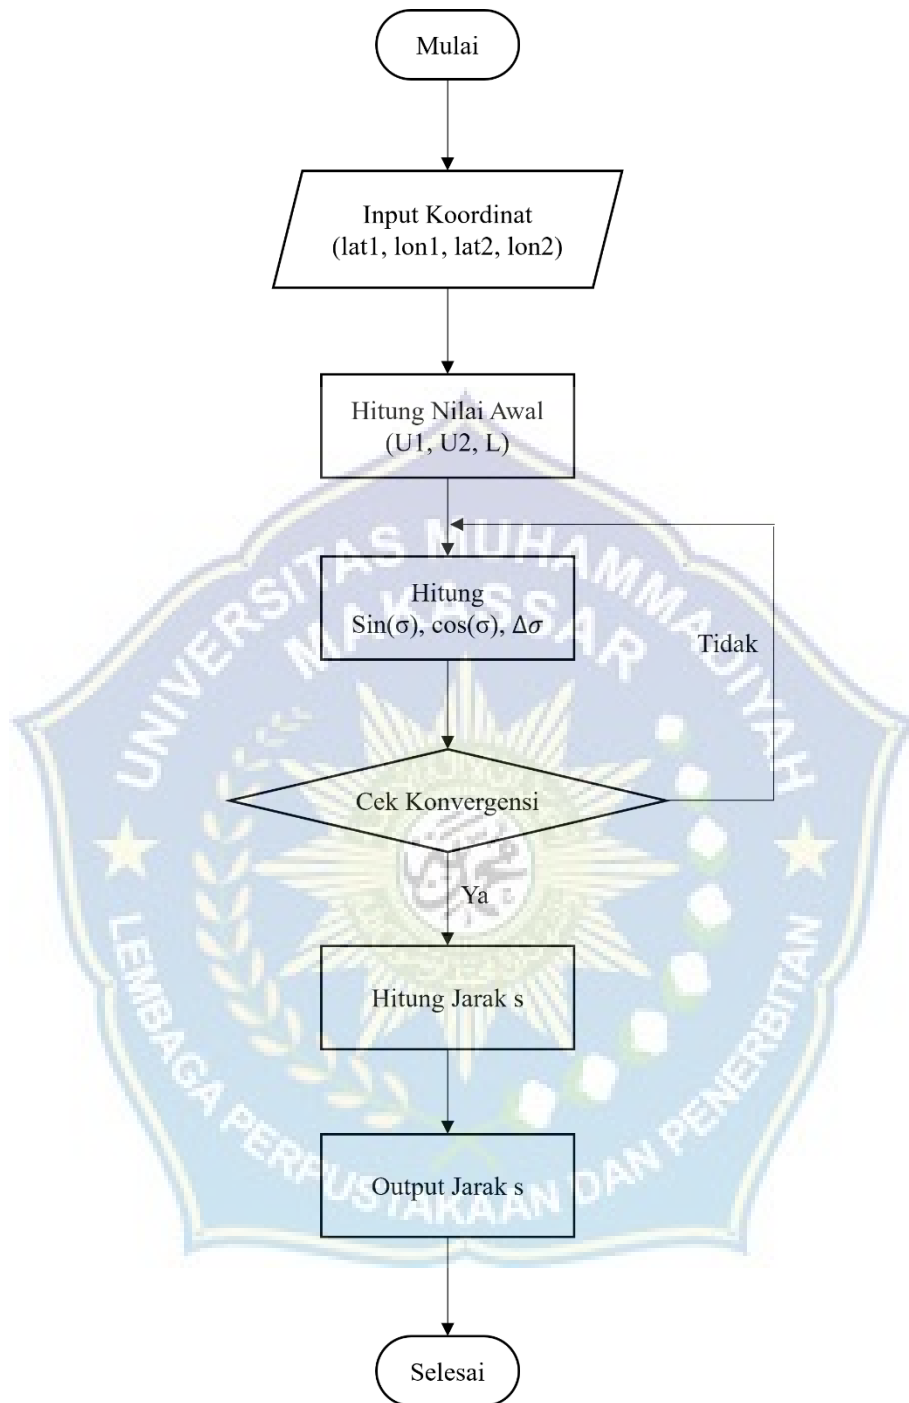 Mulai
Input Koordinat
(lat1, lon1, lat2, lon2)
Hitung Nilai Awal
(U1, U2, L)
UNIVERSITAS MUHAMMADIYAH
MAKASSAR
Hitung
Sin(σ), cos(σ), Δσ
Tidak
Cek Konvergensi
Ya
Hitung Jarak s
Output Jarak s
LEMBAGA PERPUSTAKAAN DAN PENERBITAN
Selesai